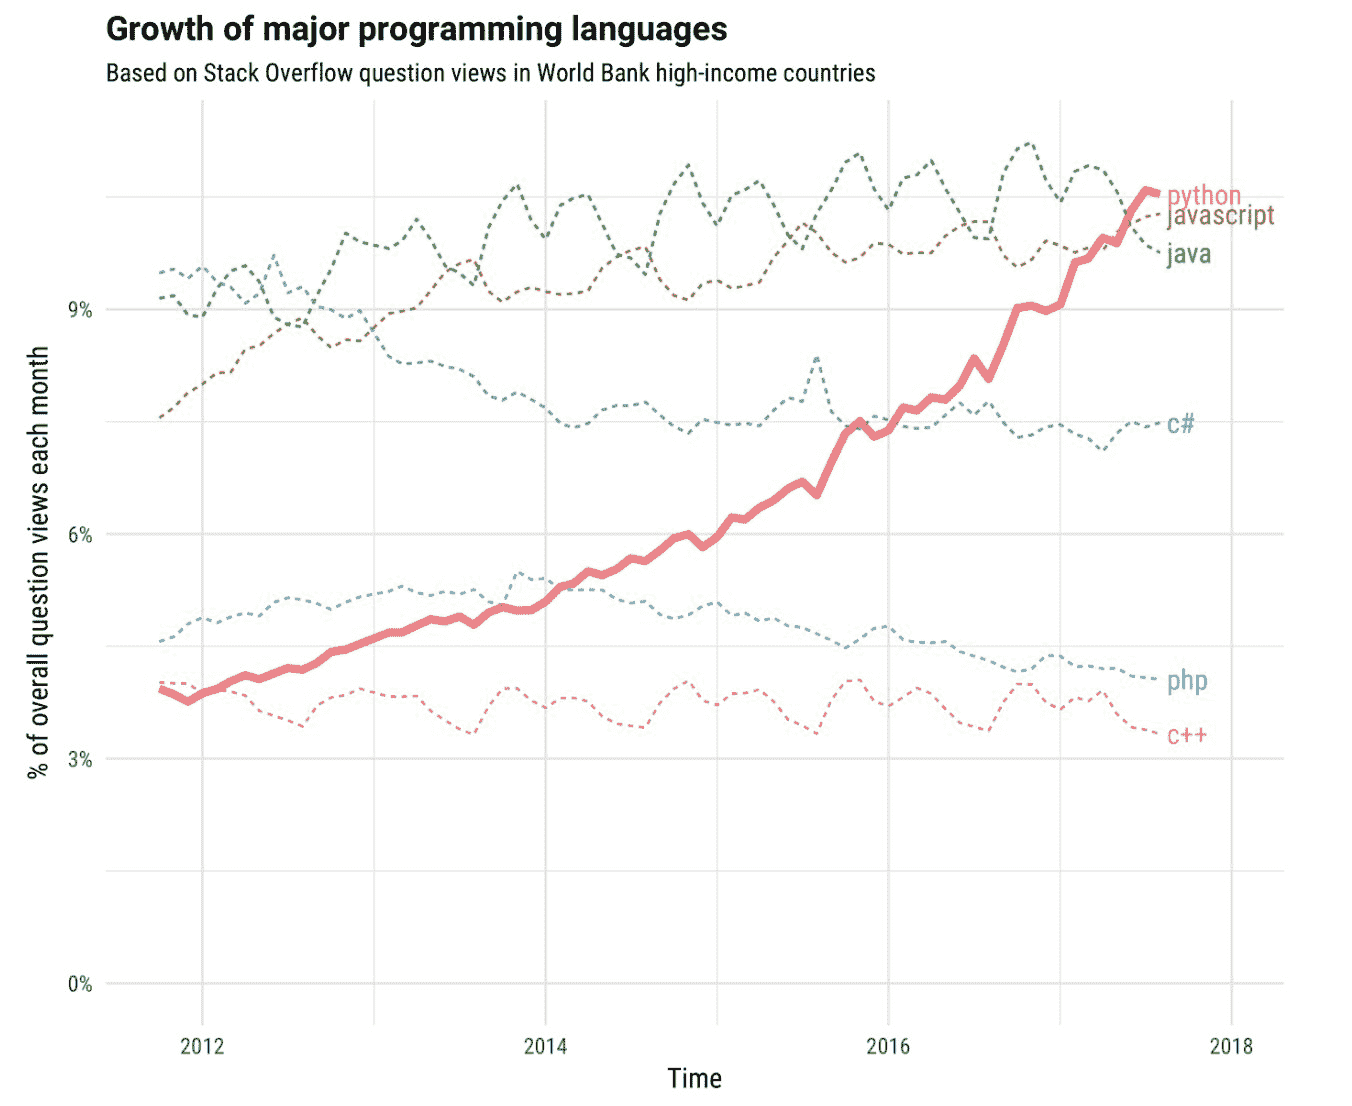 Growth of major programming languages
Based on Stack Overflow question views in World Bank high-income countries
% of overall question views each month
9%
6%
3%
0%
python
javascript
java
c#
php
c++
2012
2014
2016
2018
Time